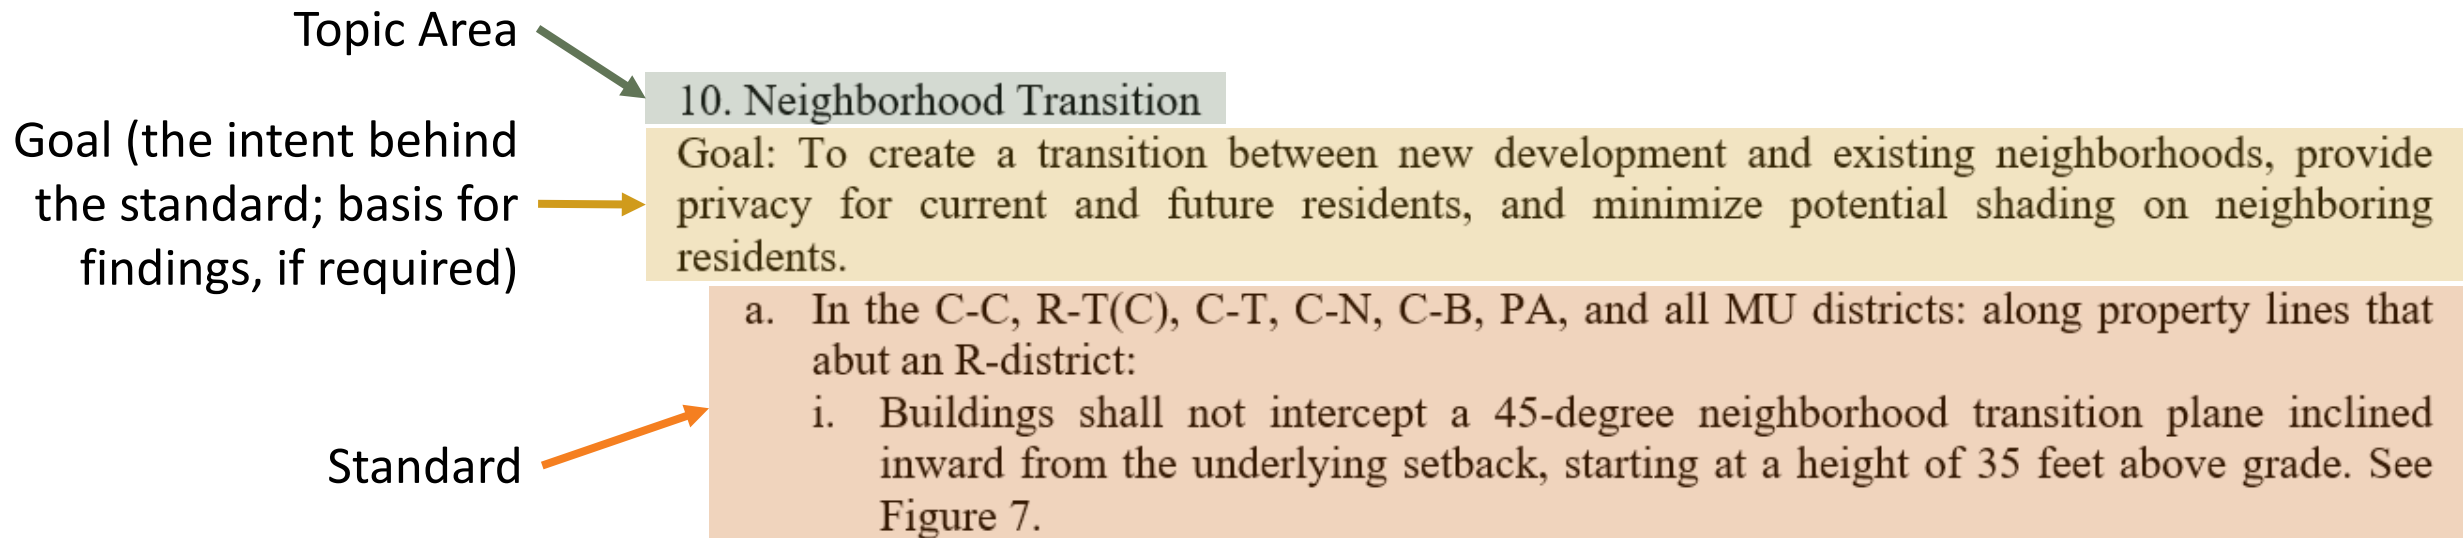 Topic Area
10. Neighborhood Transition
Goal (the intent behind
the standard; basis for
findings, if required)
Goal: To create a transition between new development and existing neighborhoods, provide
privacy for current and future residents, and minimize potential shading on neighboring
residents.
Standard
a. In the C-C, R-T(C), C-T, C-N, C-B, PA, and all MU districts: along property lines that
abut an R-district:
i. Buildings shall not intercept a 45-degree neighborhood transition plane inclined
inward from the underlying setback, starting at a height of 35 feet above grade. See
Figure 7.